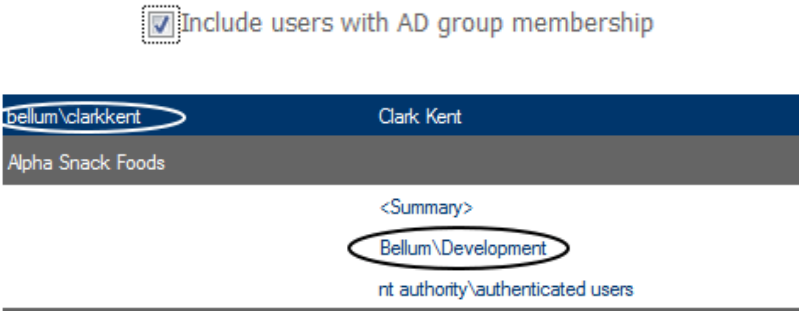 Include users with AD group membership
bellum\clarkkent Clark Kent
Alpha Snack Foods
<Summary>
Bellum\Development
nt authority\authenticated users